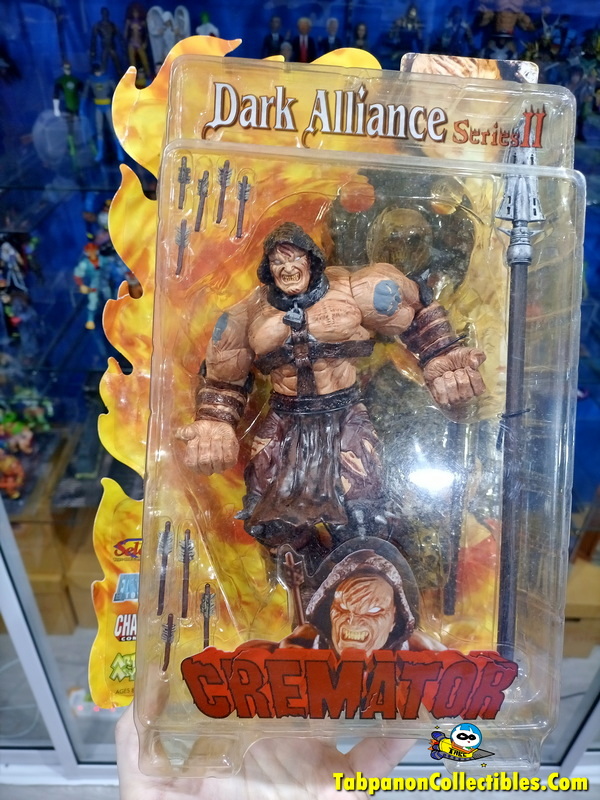 Dark Alliance Series II
CREMATOR
TabpanonCollectibles.Com